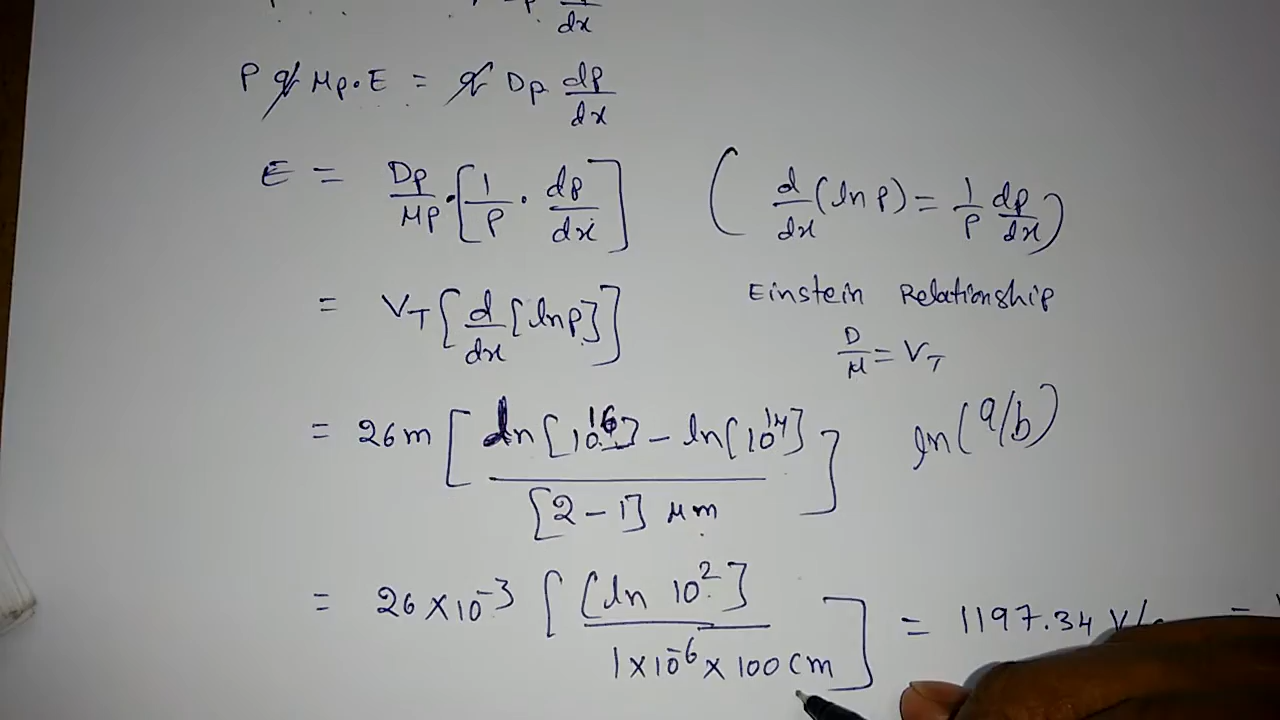 dx
P q μp·E = q Dp dp/dx
E = Dp/μp·[1/P · dp/dx] (d/dx (ln p) = 1/P dp/dx)
= VT [d/dx [ln p]] Einstein Relationship
D/μ = VT
= 26m [ln[10^16] - ln[10^14] / [2 - 1] μm] ln(a/b)
= 26 × 10^-3 [[ln 10^2] / 1 × 10^-6 × 100 cm] = 1197.34 V/